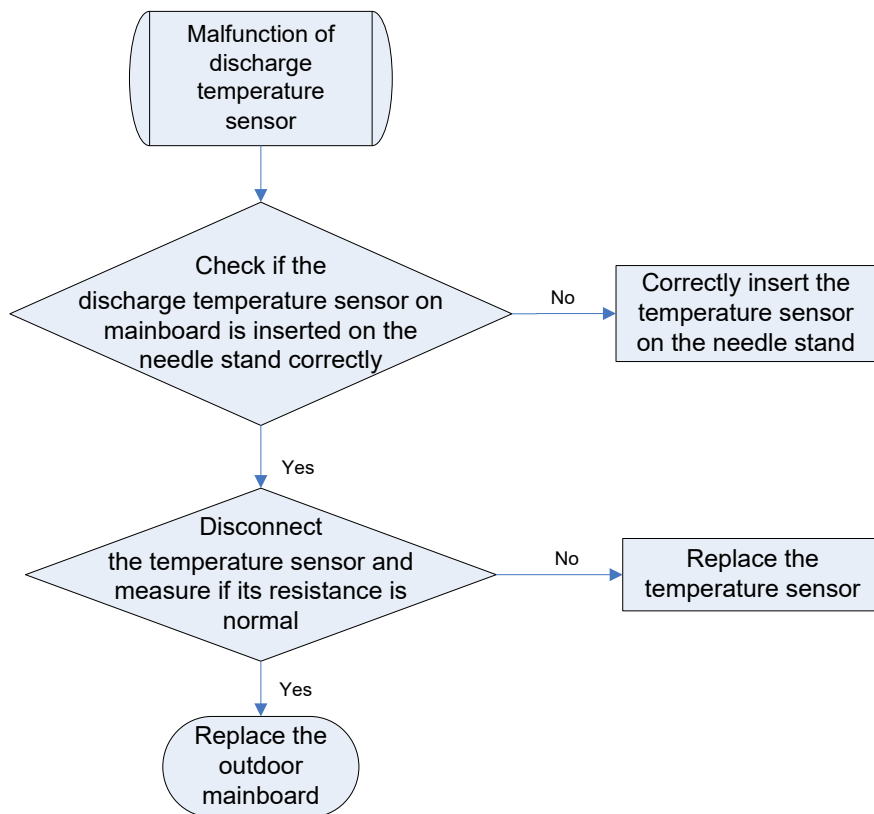 Malfunction of
discharge
temperature
sensor
Check if the
discharge temperature sensor on
mainboard is inserted on the
needle stand correctly
No
Correctly insert the
temperature sensor
on the needle stand
Yes
Disconnect
the temperature sensor and
measure if its resistance is
normal
No
Replace the
temperature sensor
Yes
Replace the
outdoor
mainboard